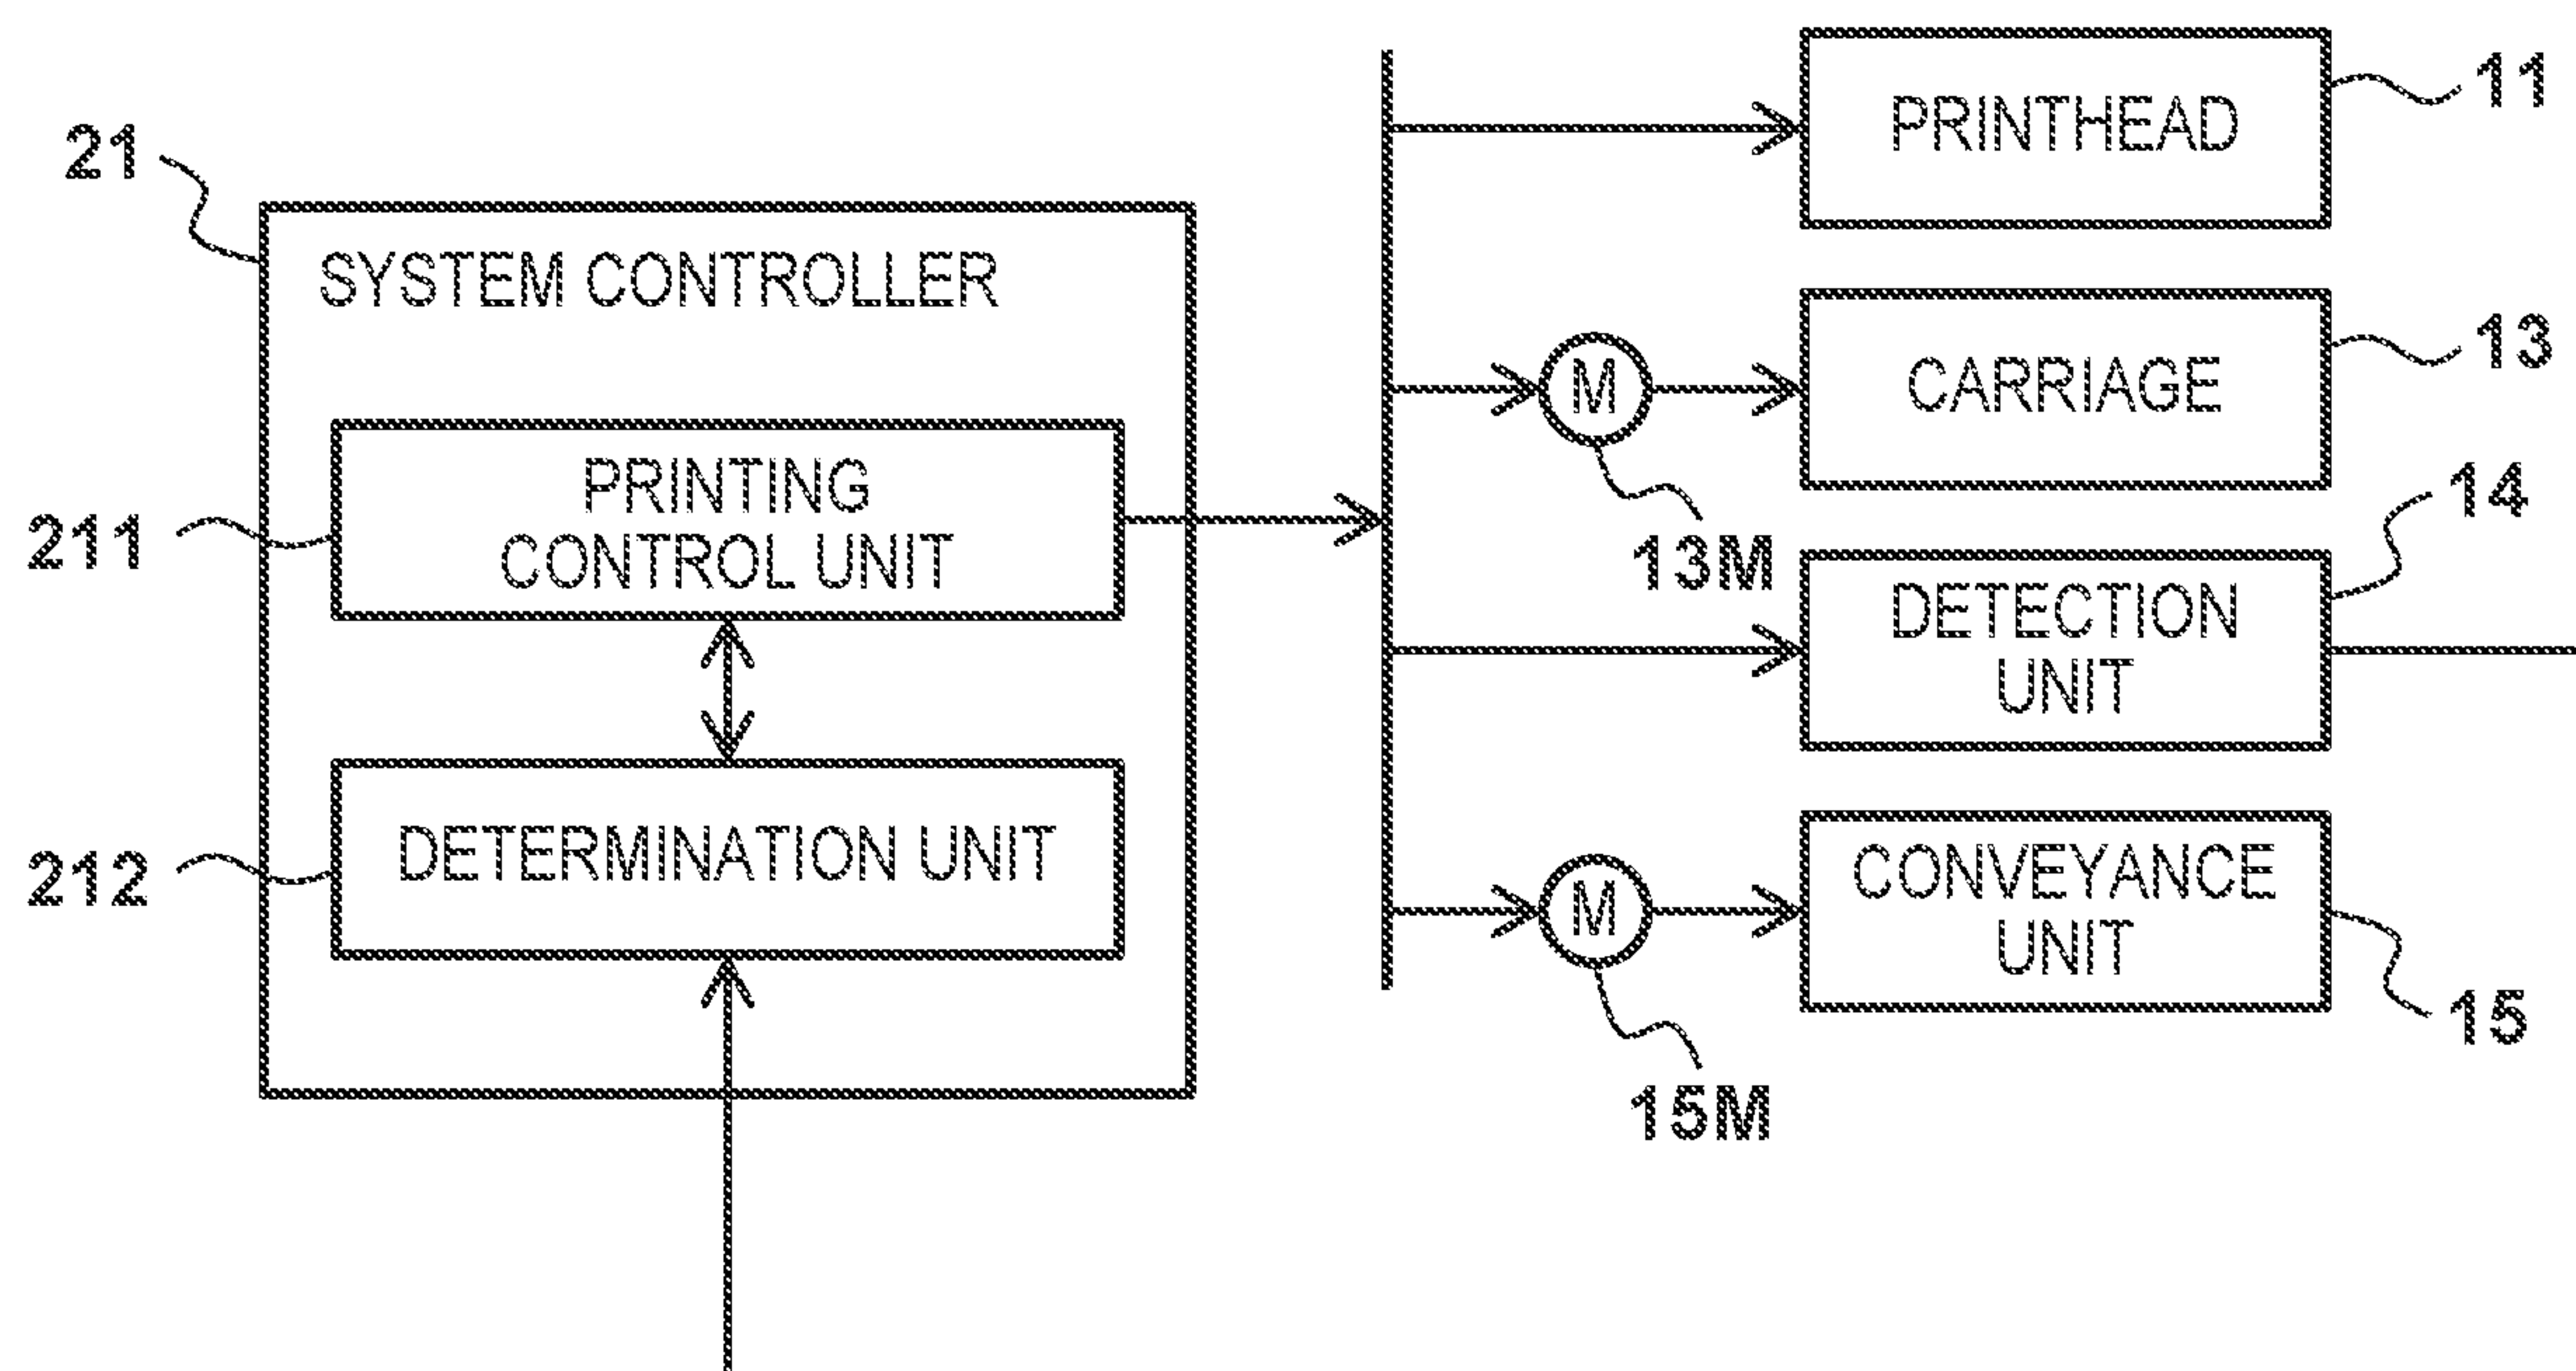 21
SYSTEM CONTROLLER
211
PRINTING
CONTROL UNIT
212
DETERMINATION UNIT
PRINTHEAD
11
M
13M
CARRIAGE
13
DETECTION
UNIT
14
M
15M
CONVEYANCE
UNIT
15